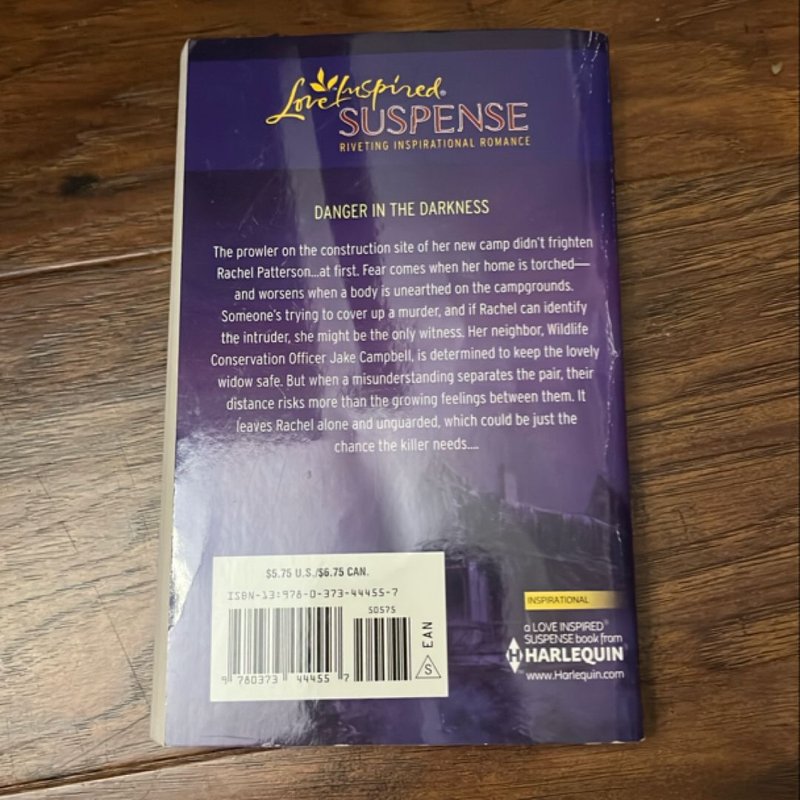 Love Inspired®
SUSPENSE
RIVETING INSPIRATIONAL ROMANCE
DANGER IN THE DARKNESS
The prowler on the construction site of her new camp didn't frighten
Rachel Patterson...at first. Fear comes when her home is torched—
and worsens when a body is unearthed on the campgrounds.
Someone's trying to cover up a murder, and if Rachel can identify
the intruder, she might be the only witness. Her neighbor, Wildlife
Conservation Officer Jake Campbell, is determined to keep the lovely
widow safe. But when a misunderstanding separates the pair, their
distance risks more than the growing feelings between them. It
leaves Rachel alone and unguarded, which could be just the
chance the killer needs....
$5.75 U.S./$6.75 CAN.
ISBN-13:978-0-373-44455-7
50575
EAN
S
9 780373 44455 7
INSPIRATIONAL
a LOVE INSPIRED®
SUSPENSE book from
H HARLEQUIN®
www.Harlequin.com